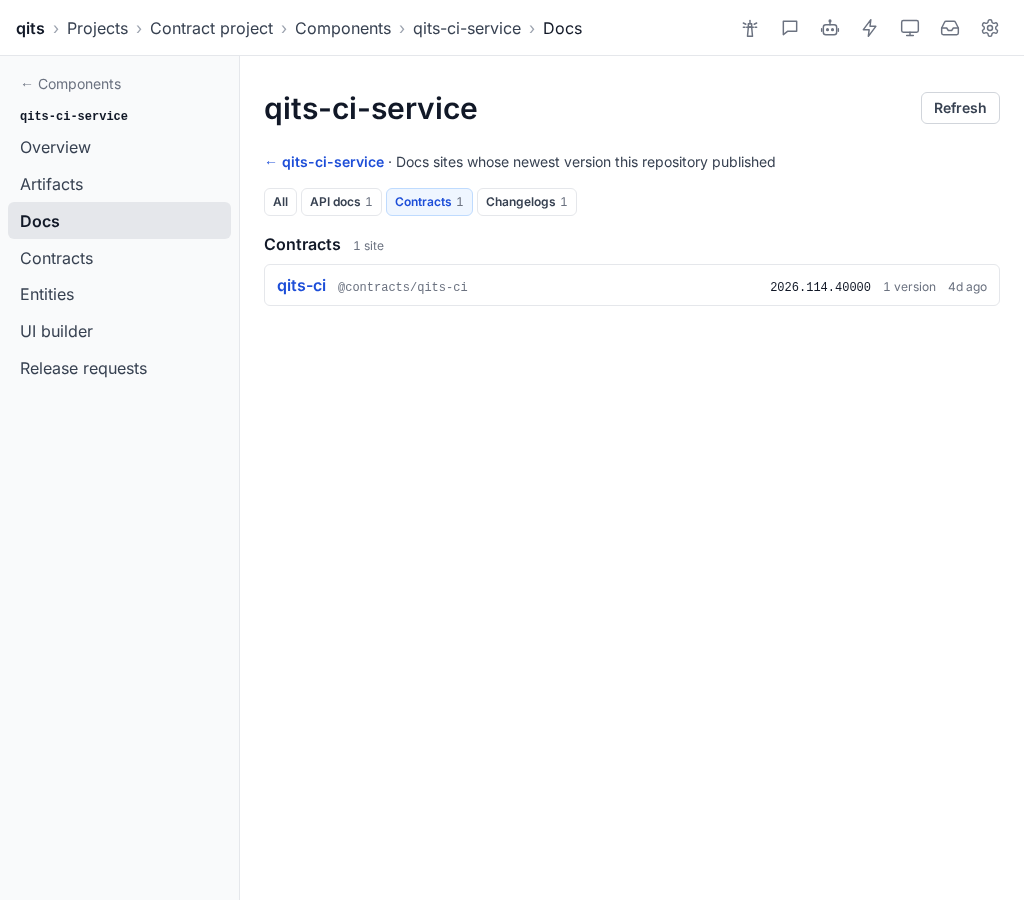 qits › Projects › Contract project › Components › qits-ci-service › Docs
← Components
qits-ci-service
Overview
Artifacts
Docs
Contracts
Entities
UI builder
Release requests
qits-ci-service
Refresh
← qits-ci-service · Docs sites whose newest version this repository published
All
API docs 1
Contracts 1
Changelogs 1
Contracts 1 site
qits-ci @contracts/qits-ci 2026.114.40000 1 version 4d ago